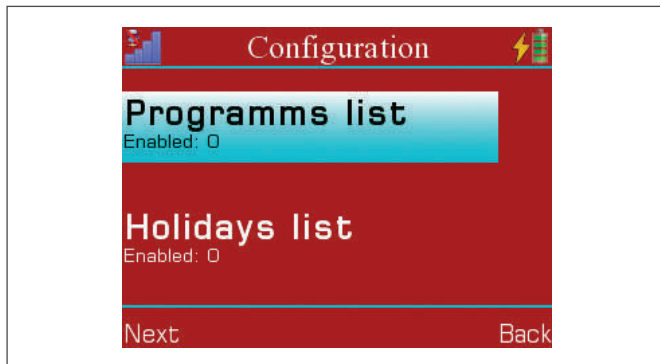 Configuration
Programms list
Enabled: 0
Holidays list
Enabled: 0
Next Back